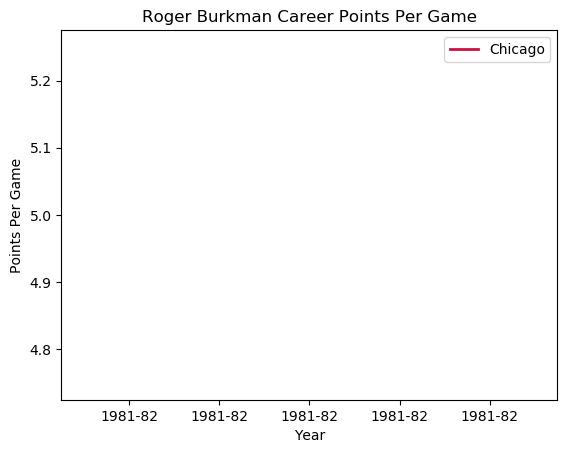 Roger Burkman Career Points Per Game
Chicago
5.2
5.1
5.0
4.9
4.8
Points Per Game
1981-82 1981-82 1981-82 1981-82 1981-82
Year